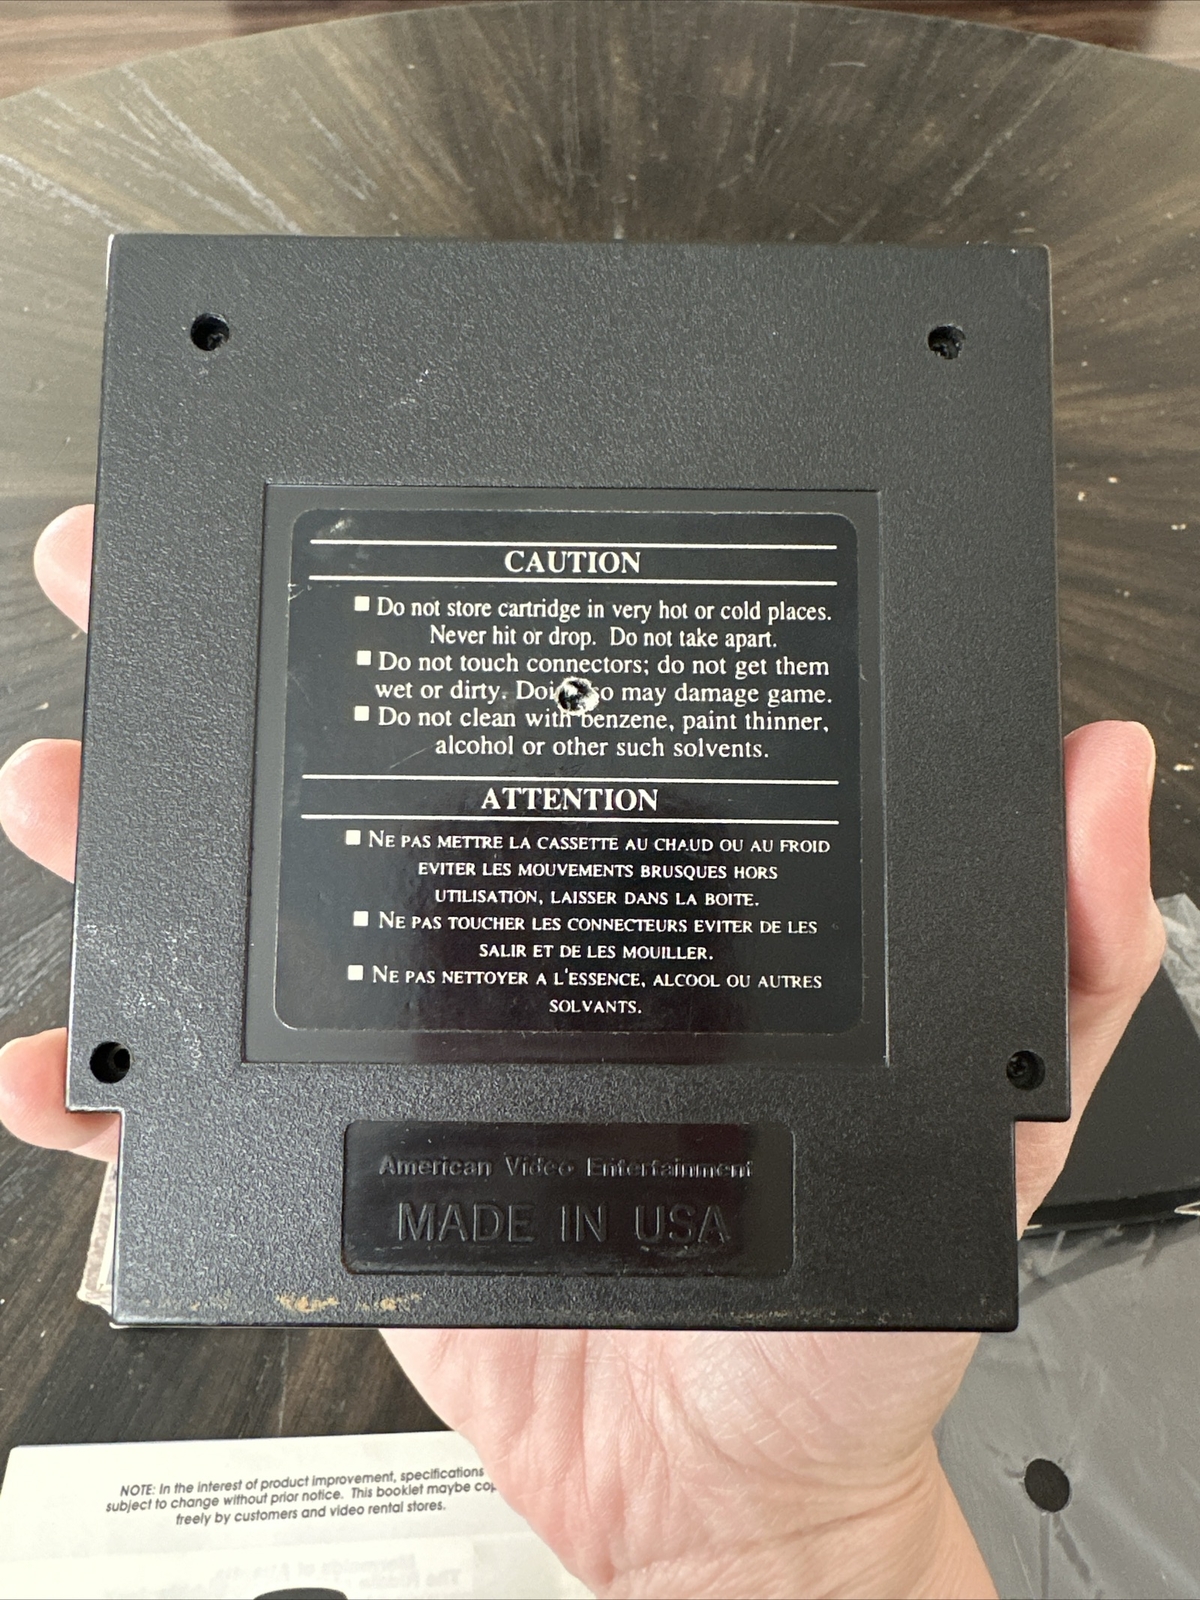 CAUTION
■ Do not store cartridge in very hot or cold places.
Never hit or drop. Do not take apart.
■ Do not touch connectors; do not get them
wet or dirty. so may damage game.
■ Do not clean with benzene, paint thinner,
alcohol or other such solvents.
ATTENTION
■ NE PAS METTRE LA CASSETTE AU CHAUD OU AU FROID
EVITER LES MOUVEMENTS BRUSQUES HORS
UTILISATION, LAISSER DANS LA BOITE.
■ NE PAS TOUCHER LES CONNECTEURS EVITER DE LES
SALIR ET DE LES MOUILLER.
■ NE PAS NETTOYER A L'ESSENCE, ALCOOL OU AUTRES
SOLVANTS.
American Video Entertainment
MADE IN USA
NOTE: In the interest of product improvement, specifications
subject to change without prior notice. This booklet maybe
freely by customers and video rental stores.